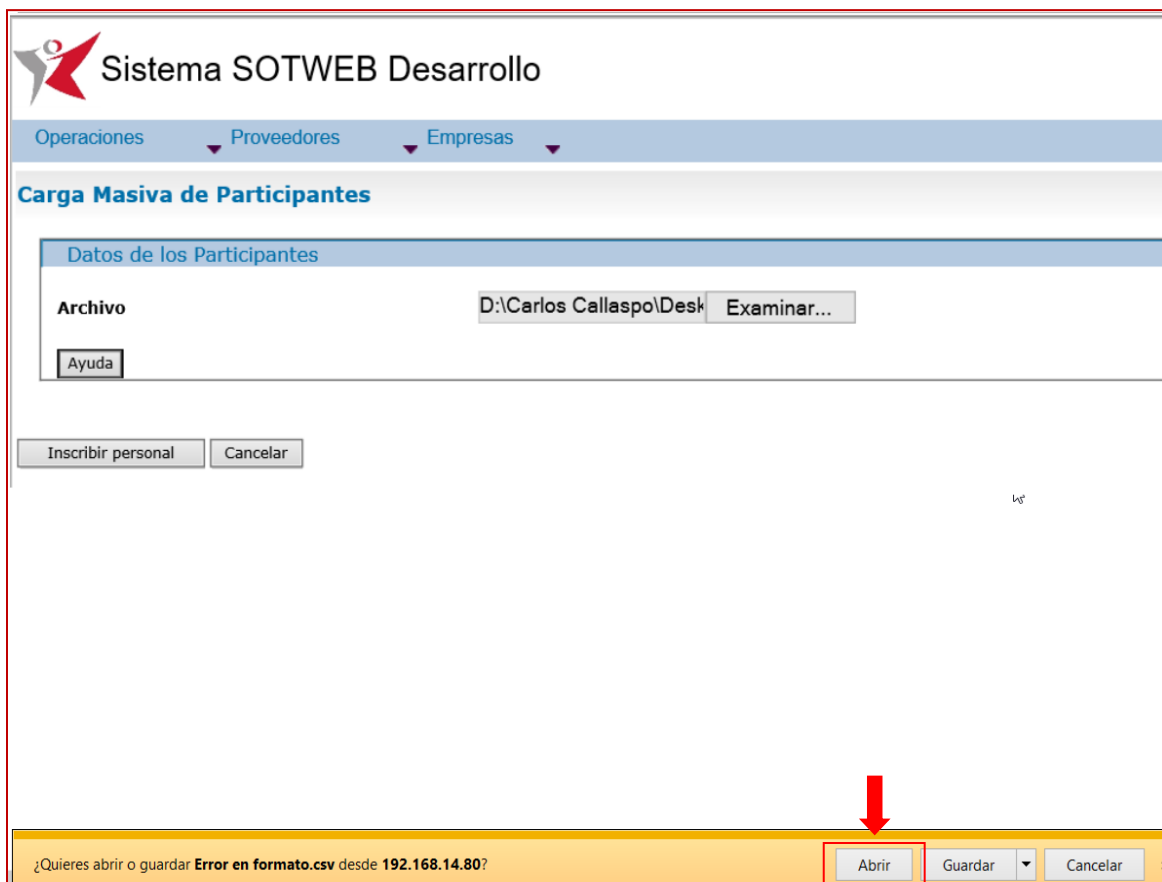 Sistema SOTWEB Desarrollo
Operaciones Proveedores Empresas
Carga Masiva de Participantes
Datos de los Participantes
Archivo D:\Carlos Callaspo\Desk Examinar...
Ayuda
Inscribir personal Cancelar
¿Quieres abrir o guardar Error en formato.csv desde 192.168.14.80? Abrir Guardar Cancelar